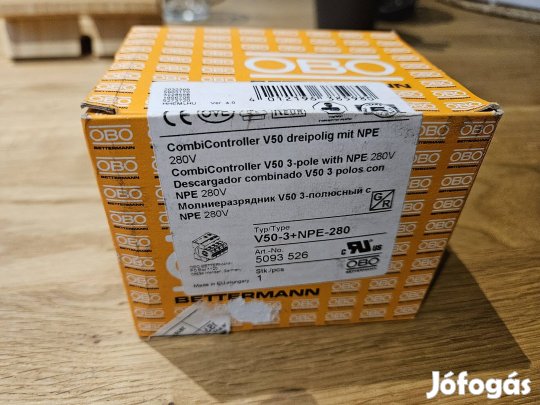 OBO
BETTERMANN
CombiController V50 dreipolig mit NPE
280V
CombiController V50 3-pole with NPE 280V
Descargador combinado V50 3 polos con
NPE 280V
Молниеразрядник V50 3-полюсный с
NPE 280V
Typ/Type
V50-3+NPE-280
Art.-No.
5093 526
Stk./pcs
1
Made in EU-Hungary
OBO
BETTERMANN
Jófogás